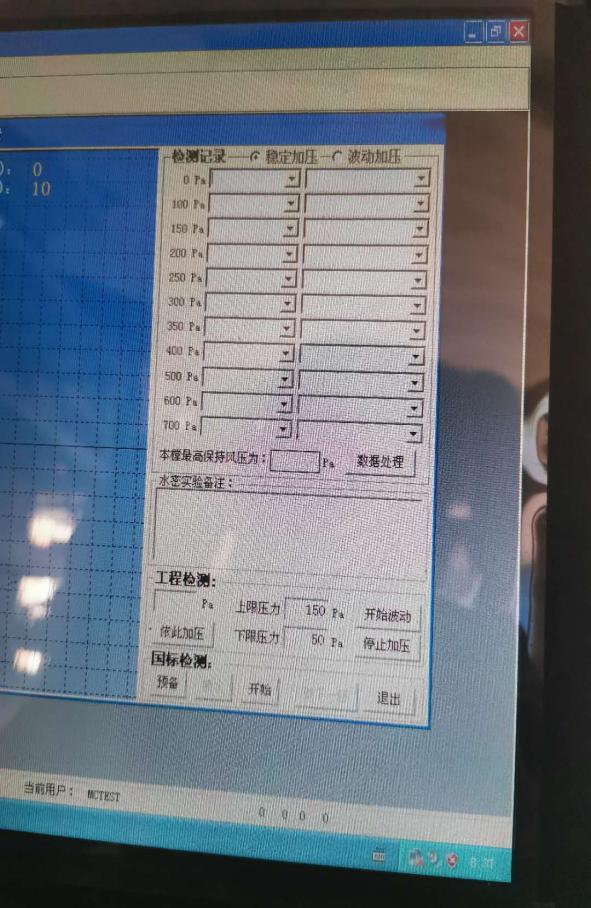 : 0
: 10
检测记录 稳定加压 波动加压
0 Pa
100 Pa
150 Pa
200 Pa
250 Pa
300 Pa
350 Pa
400 Pa
500 Pa
600 Pa
700 Pa
本樘最高保持风压为: Pa 数据处理
水密实验备注:
工程检测:
Pa 上限压力 150 Pa 开始波动
依此加压 下限压力 50 Pa 停止加压
国标检测:
预备 开始 退出
当前用户: MCTEST 0 0 0 0
8:31